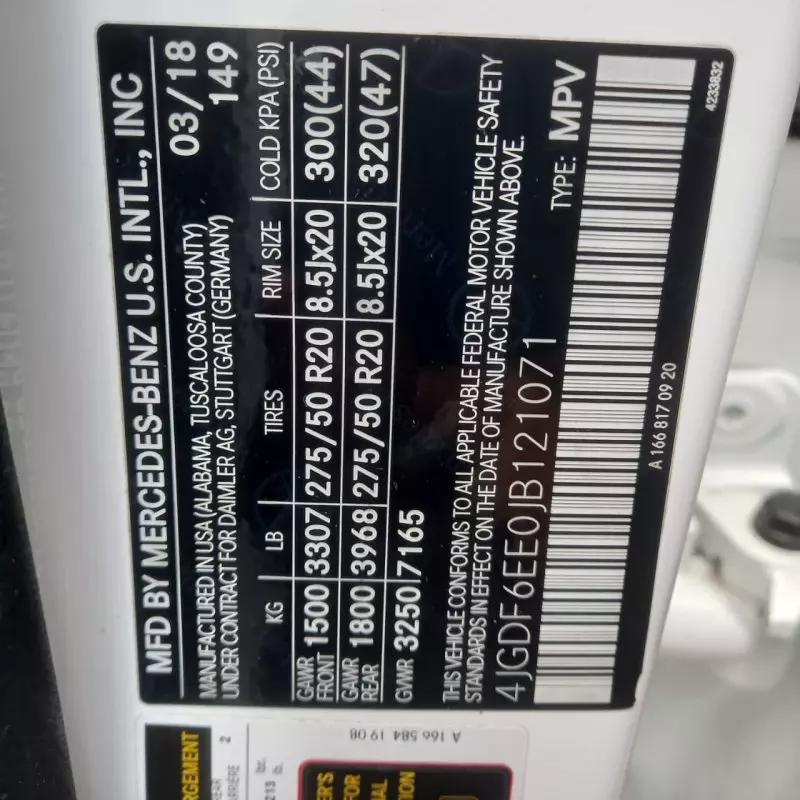 MFD BY MERCEDES-BENZ U.S. INTL., INC
MANUFACTURED IN USA (ALABAMA, TUSCALOOSA COUNTY) 03/18
UNDER CONTRACT FOR DAIMLER AG, STUTTGART (GERMANY) 149
KG LB TIRES RIM SIZE COLD KPA (PSI)
GAWR FRONT 1500 3307 275/50 R20 8.5Jx20 300(44)
GAWR REAR 1800 3968 275/50 R20 8.5Jx20 320(47)
GVWR 3250 7165
THIS VEHICLE CONFORMS TO ALL APPLICABLE FEDERAL MOTOR VEHICLE SAFETY
STANDARDS IN EFFECT ON THE DATE OF MANUFACTURE SHOWN ABOVE.
4JGDF6EE0JB121071 TYPE: MPV
A 166 817 09 20
4233832
A 166 584 19 08
2
213
FOR